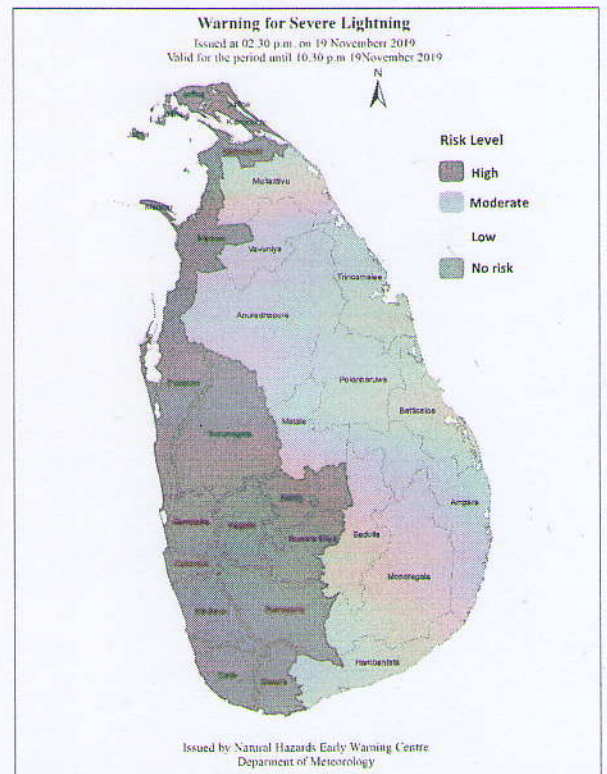 Warning for Severe Lightning
Issued at 02.30 p.m. on 19 Novemberr 2019
Valid for the period until 10.30 p.m 19November 2019
N
Risk Level
High
Moderate
Low
No risk
Mullaitivu
Mannar
Vavuniya
Trincomalee
Anuradhapura
Puttalam
Polonnaruwa
Batticaloa
Kurunegala
Matale
Kandy
Ampara
Gampaha
Kegalle
Nuwara Eliya
Badulla
Colombo
Monaragala
Kalutara
Ratnapura
Hambantota
Galle
Matara
Issued by Natural Hazards Early Warning Centre
Deparment of Meteorology